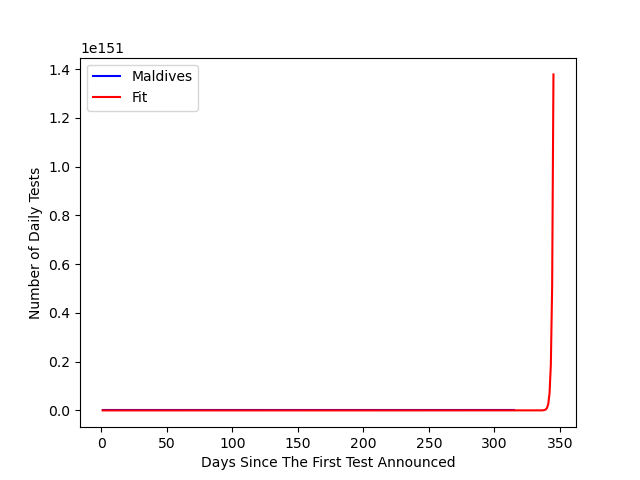 1e151
1.4
1.2
1.0
0.8
0.6
0.4
0.2
0.0
Number of Daily Tests
Maldives
Fit
0 50 100 150 200 250 300 350
Days Since The First Test Announced